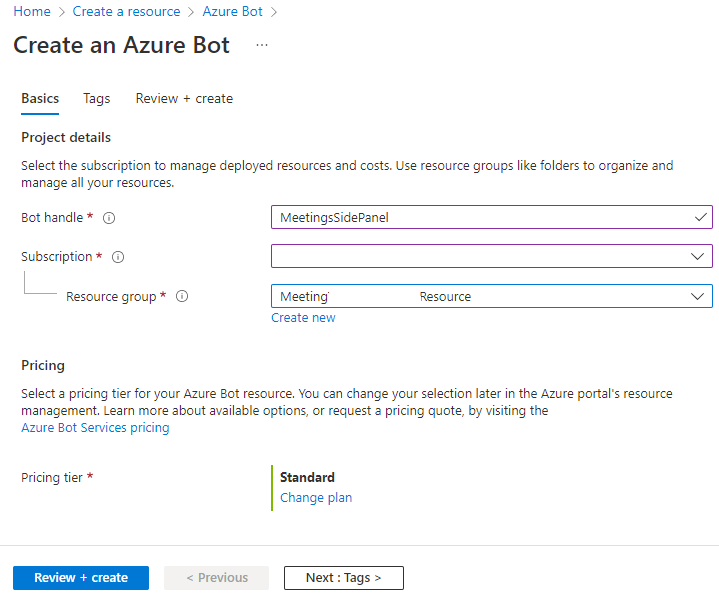 Home > Create a resource > Azure Bot >
Create an Azure Bot ...
Basics Tags Review + create
Project details
Select the subscription to manage deployed resources and costs. Use resource groups like folders to organize and
manage all your resources.
Bot handle *
MeetingsSidePanel
Subscription *
Resource group *
Meeting Resource
Create new
Pricing
Select a pricing tier for your Azure Bot resource. You can change your selection later in the Azure portal's resource
management. Learn more about available options, or request a pricing quote, by visiting the
Azure Bot Services pricing
Pricing tier *
Standard
Change plan
Review + create < Previous Next : Tags >